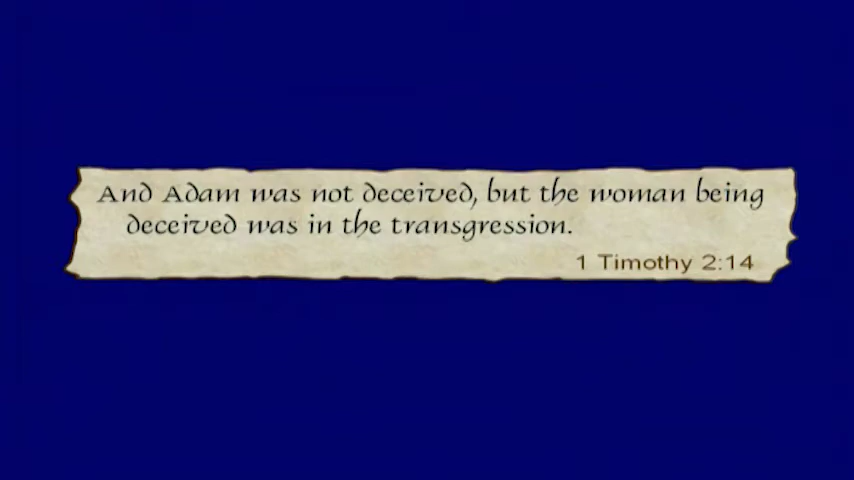 And Adam was not deceived, but the woman being
deceived was in the transgression.
1 Timothy 2:14